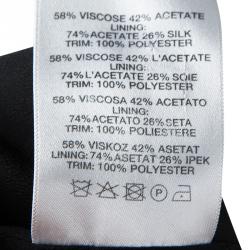 58% VISCOSE 42% ACETATE
LINING:
74%ACETATE 26% SILK
TRIM: 100% POLYESTER
58% VISCOSE 42% L'ACETATE
LINING:
74% L'ACETATE 26% SOIE
TRIM: 100% POLYESTER
58% VISCOSA 42% ACETATO
LINING:
74%ACETATO 26% SETA
TRIM: 100% POLIESTERE
58% VISKOZ 42% ASETAT
LINING: 74% ASETAT 26% IPEK
TRIM: 100% POLYESTER